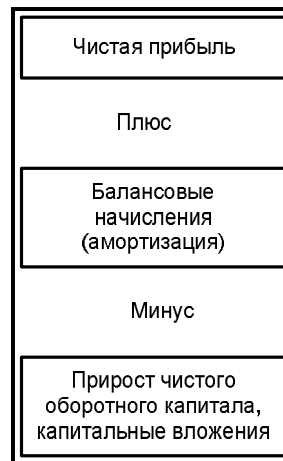 Чистая прибыль
Плюс
Балансовые
начисления
(амортизация)
Минус
Прирост чистого
оборотного капитала,
капитальные вложения